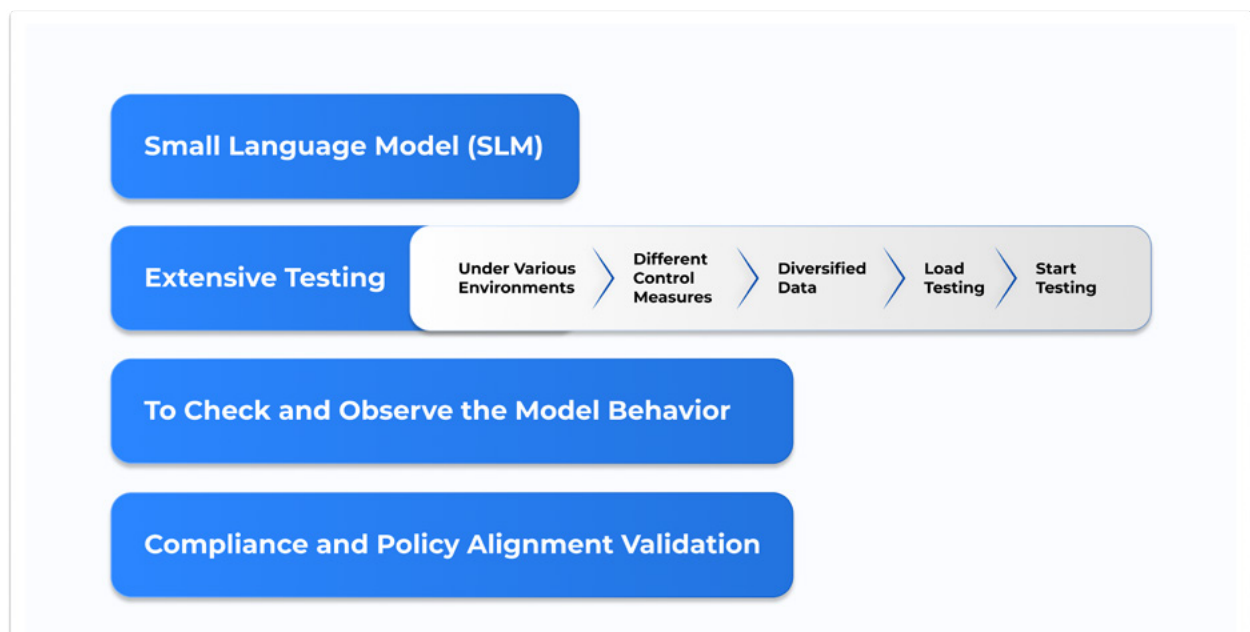 Small Language Model (SLM)
Extensive Testing
Under Various
Environments
Different
Control
Measures
Diversified
Data
Load
Testing
Start
Testing
To Check and Observe the Model Behavior
Compliance and Policy Alignment Validation